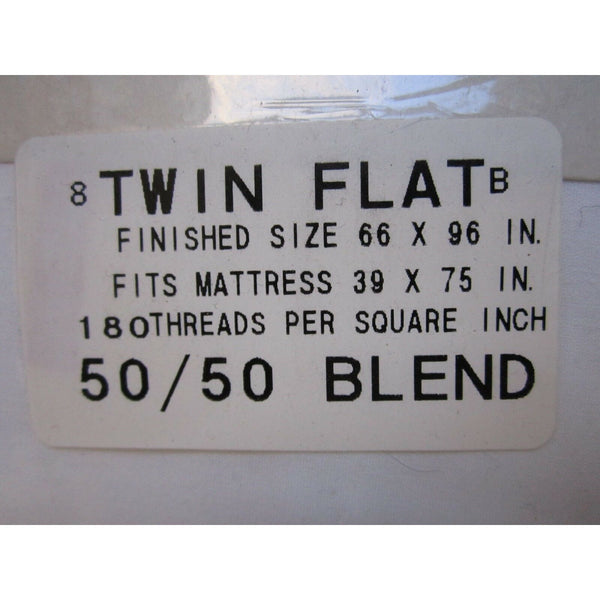 8 TWIN FLAT B
FINISHED SIZE 66 X 96 IN.
FITS MATTRESS 39 X 75 IN.
180 THREADS PER SQUARE INCH
50/50 BLEND